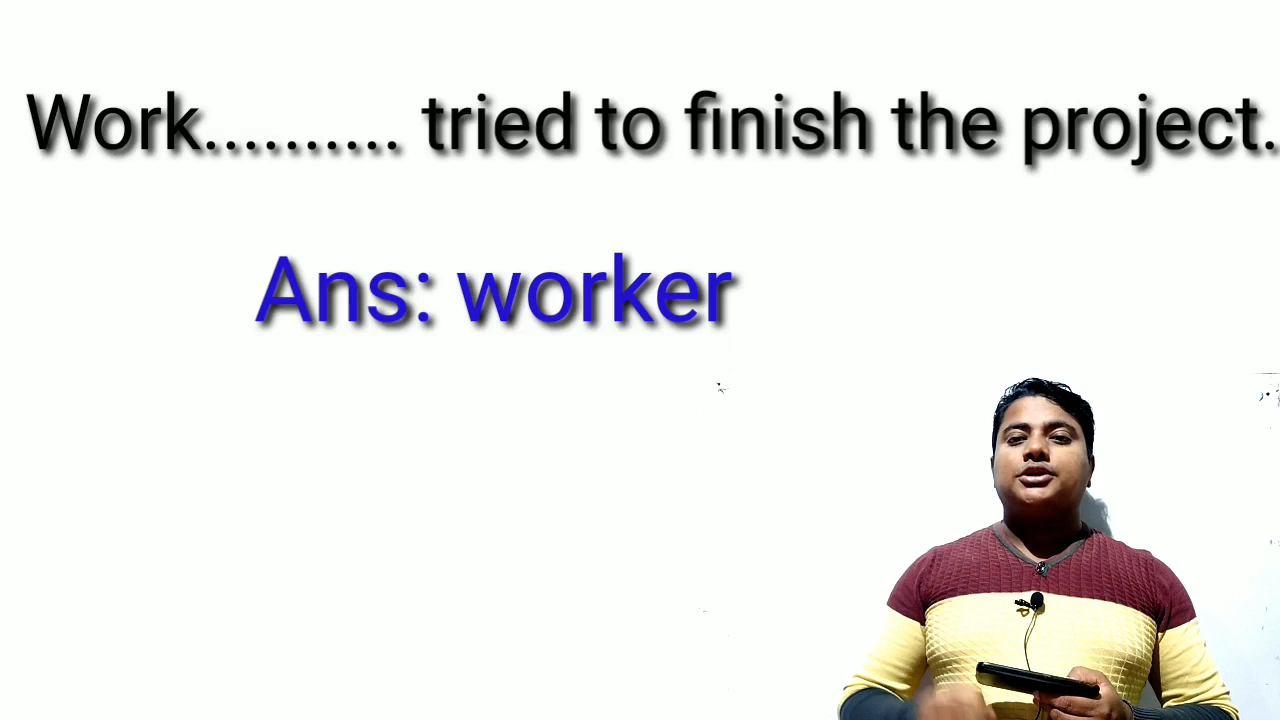 Work.......... tried to finish the project.
Ans: worker